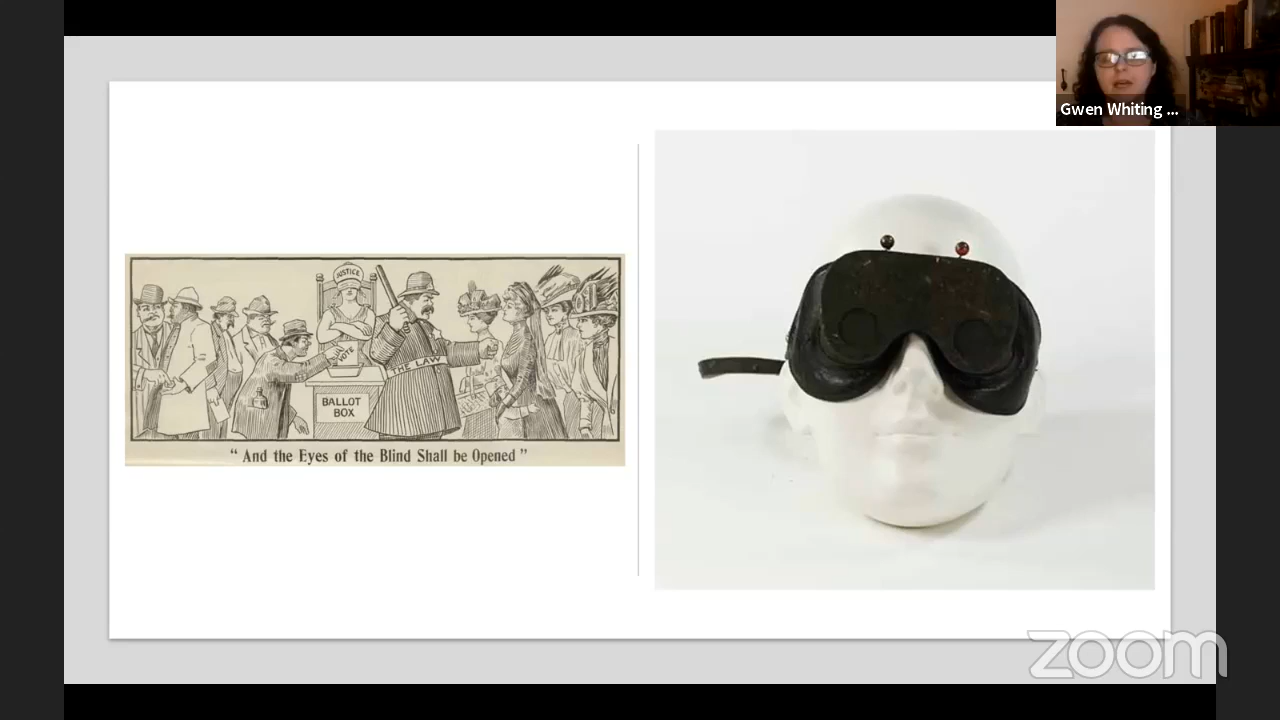 Gwen Whiting ...
JUSTICE
VOTE
THE LAW
BALLOT
BOX
“ And the Eyes of the Blind Shall be Opened ”
zoom